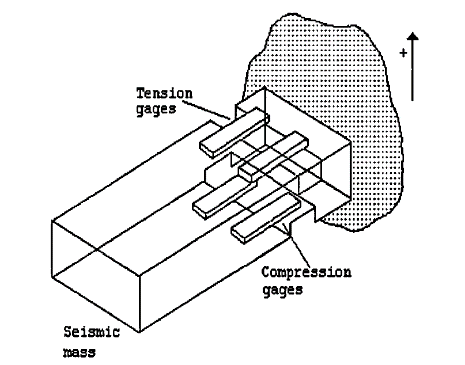 +
Tension
gages
Compression
gages
Seismic
mass